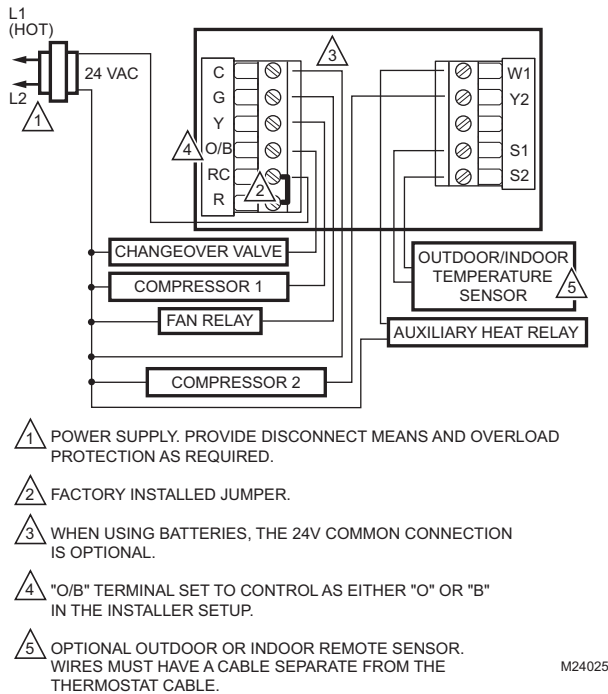 L1
(HOT)
24 VAC
L2
1
3
C
G
Y
4
O/B
RC
2
R
W1
Y2
S1
S2
CHANGEOVER VALVE
COMPRESSOR 1
FAN RELAY
COMPRESSOR 2
OUTDOOR/INDOOR
TEMPERATURE
SENSOR
5
AUXILIARY HEAT RELAY
1 POWER SUPPLY. PROVIDE DISCONNECT MEANS AND OVERLOAD
PROTECTION AS REQUIRED.
2 FACTORY INSTALLED JUMPER.
3 WHEN USING BATTERIES, THE 24V COMMON CONNECTION
IS OPTIONAL.
4 "O/B" TERMINAL SET TO CONTROL AS EITHER "O" OR "B"
IN THE INSTALLER SETUP.
5 OPTIONAL OUTDOOR OR INDOOR REMOTE SENSOR.
WIRES MUST HAVE A CABLE SEPARATE FROM THE
THERMOSTAT CABLE.
M24025